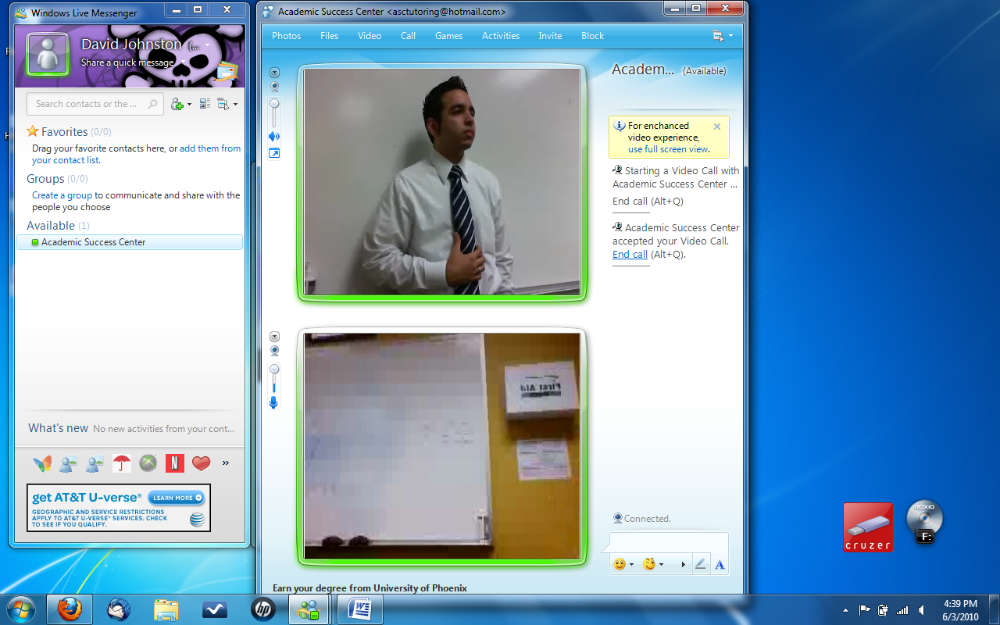 Windows Live Messenger
David Johnston (...
Share a quick message
Search contacts or the ...
Favorites (0/0)
Drag your favorite contacts here, or add them from
your contact list.
Groups (0/0)
Create a group to communicate and share with the
people you choose
Available (1)
Academic Success Center
What's new No new activities from your cont...
N
»
get AT&T U-verse® LEARN MORE
GEOGRAPHIC AND SERVICE RESTRICTIONS
APPLY TO AT&T U-VERSE® SERVICES. CHECK
TO SEE IF YOU QUALIFY.
Academic Success Center <asctutoring@hotmail.com>
Photos Files Video Call Games Activities Invite Block
Academ... (Available)
For enchanced
video experience,
use full screen view.
Starting a Video Call with
Academic Success Center ...
End call (Alt+Q)
Academic Success Center
accepted your Video Call.
End call (Alt+Q).
First Aid
Connected.
A
Earn your degree from University of Phoenix
cruzer
ROXIO
F:
hp
W
4:39 PM
6/3/2010